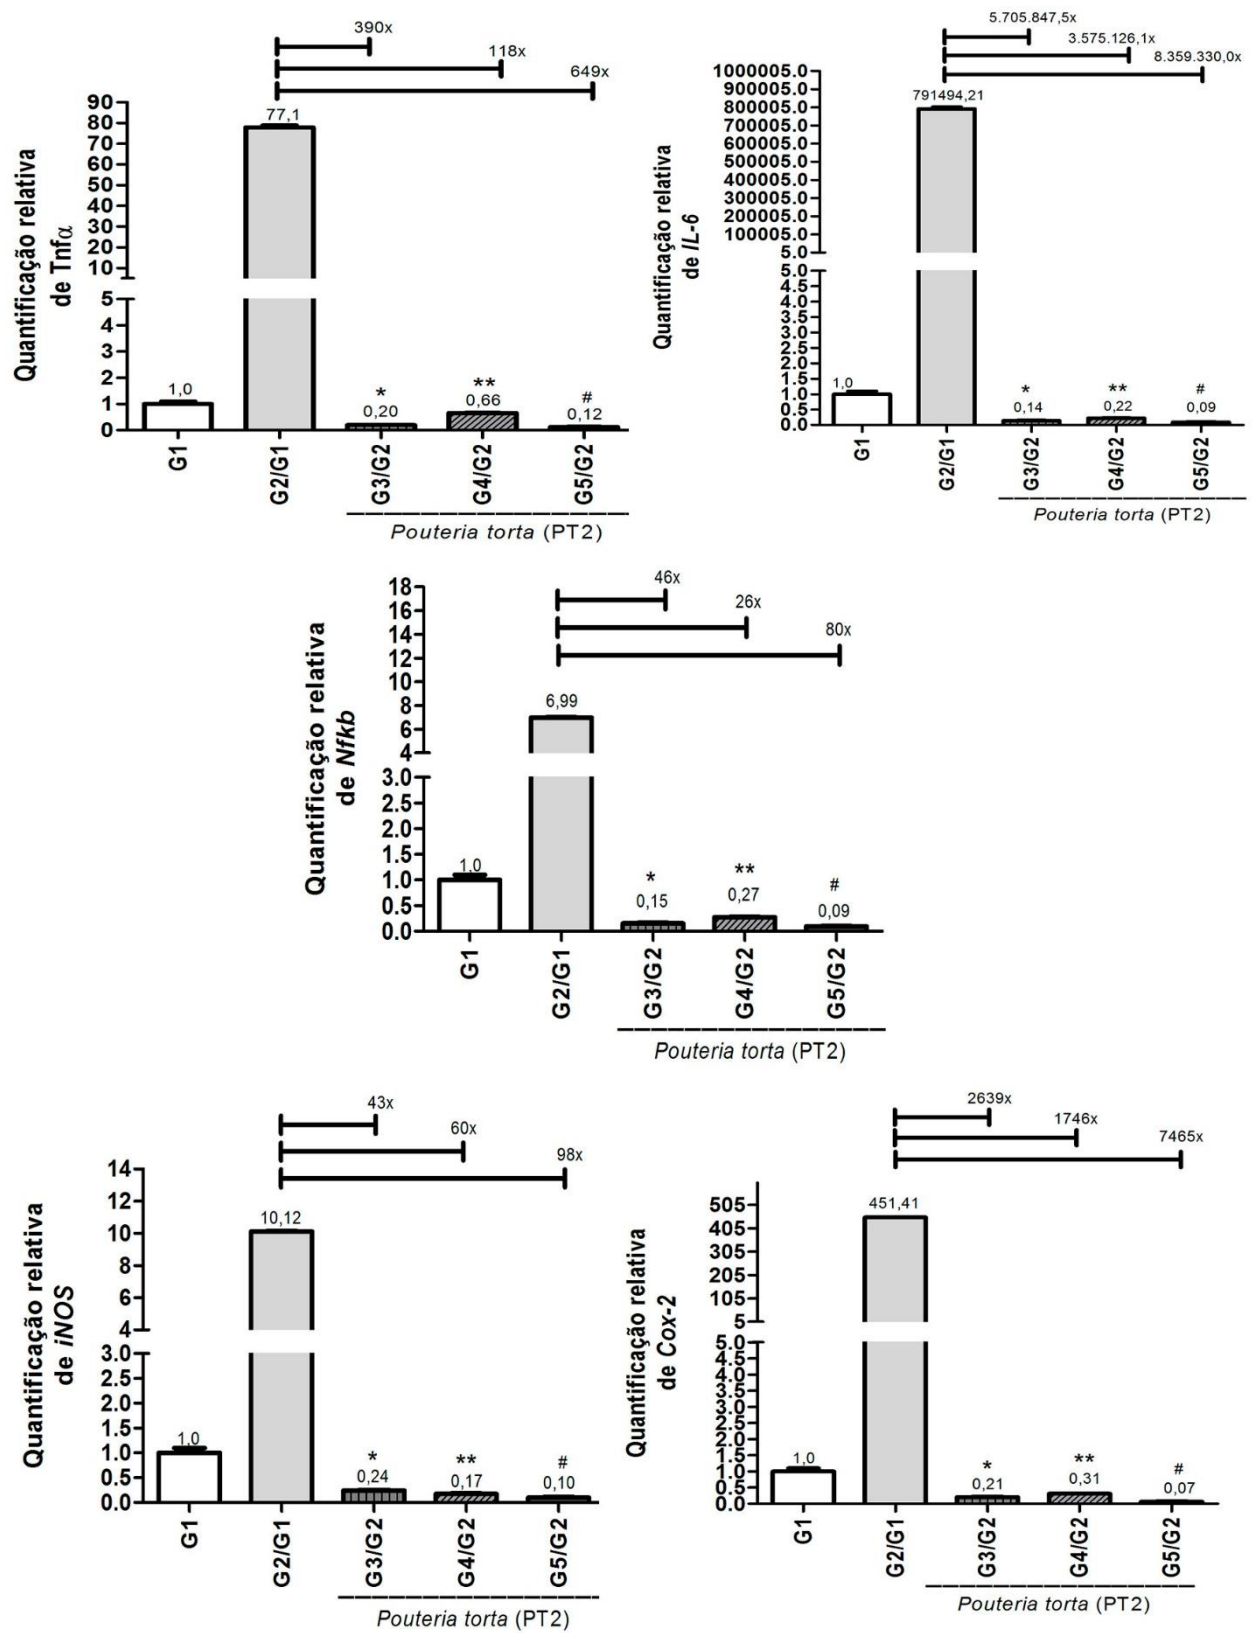 390x
118x
649x
Quantificação relativa
de Tnfα
90
80
70
60
50
40
30
20
10
5
4
3
2
1
0
77,1
1,0
*
0,20
**
0,66
#
0,12
G1
G2/G1
G3/G2
G4/G2
G5/G2
Pouteria torta (PT2)
5.705.847,5x
3.575.126,1x
8.359.330,0x
Quantificação relativa
de IL-6
1000005.0
900005.0
800005.0
700005.0
600005.0
500005.0
400005.0
300005.0
200005.0
100005.0
5.0
5.0
4.5
4.0
3.5
3.0
2.5
2.0
1.5
1.0
0.5
0.0
791494,21
1,0
*
0,14
**
0,22
#
0,09
G1
G2/G1
G3/G2
G4/G2
G5/G2
Pouteria torta (PT2)
46x
26x
80x
Quantificação relativa
de Nfkb
18
16
14
12
10
8
6
4
3.0
2.5
2.0
1.5
1.0
0.5
0.0
6,99
1,0
*
0,15
**
0,27
#
0,09
G1
G2/G1
G3/G2
G4/G2
G5/G2
Pouteria torta (PT2)
43x
60x
98x
Quantificação relativa
de iNOS
14
12
10
8
6
4
3.0
2.5
2.0
1.5
1.0
0.5
0.0
10,12
1,0
*
0,24
**
0,17
#
0,10
G1
G2/G1
G3/G2
G4/G2
G5/G2
Pouteria torta (PT2)
2639x
1746x
7465x
Quantificação relativa
de Cox-2
505
405
305
205
105
5
5.0
4.5
4.0
3.5
3.0
2.5
2.0
1.5
1.0
0.5
0.0
451,41
1,0
*
0,21
**
0,31
#
0,07
G1
G2/G1
G3/G2
G4/G2
G5/G2
Pouteria torta (PT2)